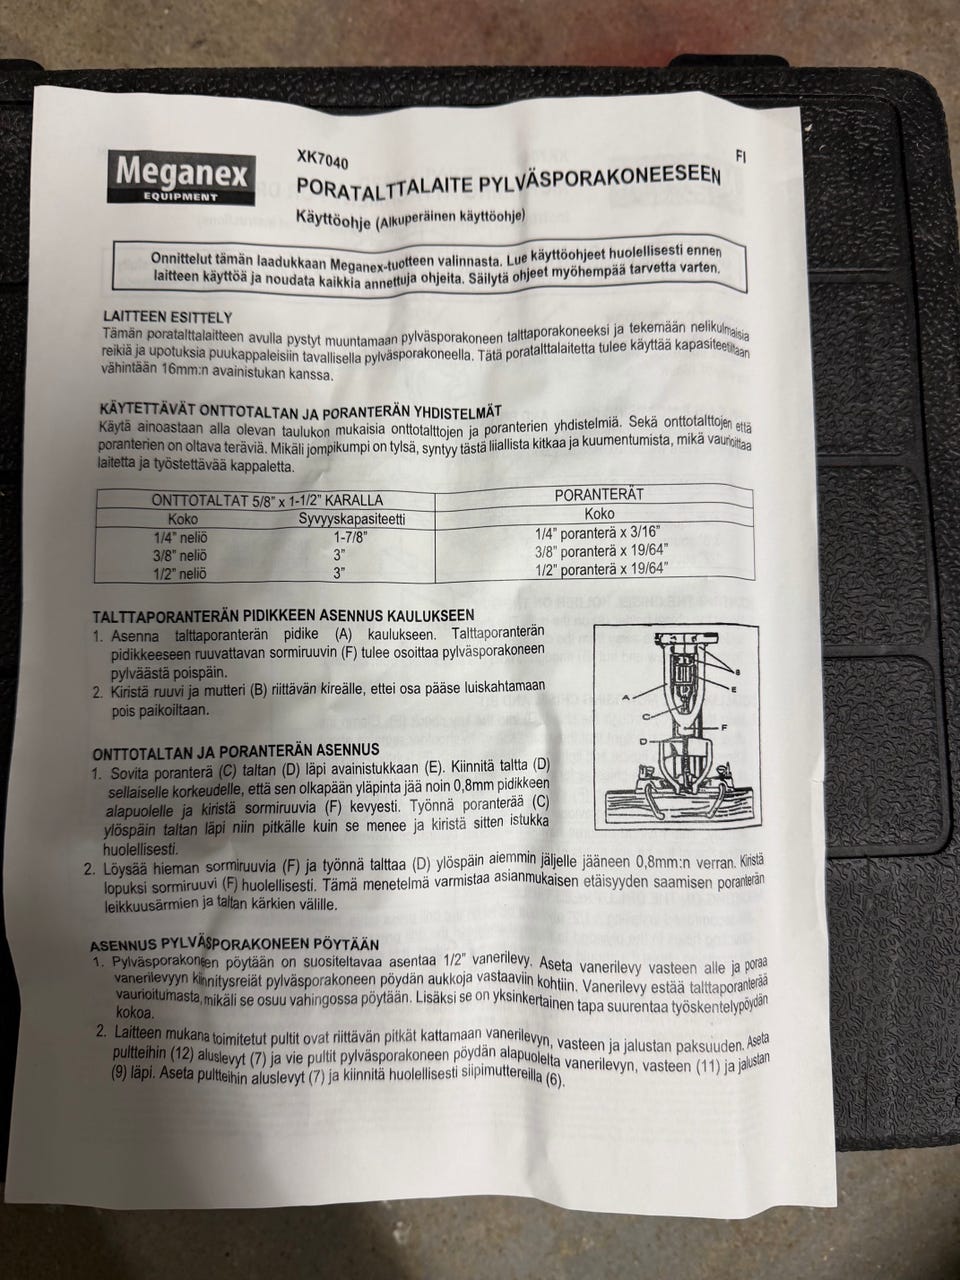 Meganex
EQUIPMENT
XK7040
FI
PORATALTTALAITE PYLVÄSPORAKONEESEEN
Käyttöohje (Alkuperäinen käyttöohje)
Onnittelut tämän laadukkaan Meganex-tuotteen valinnasta. Lue käyttöohjeet huolellisesti ennen
laitteen käyttöä ja noudata kaikkia annettuja ohjeita. Säilytä ohjeet myöhempää tarvetta varten.
LAITTEEN ESITTELY
Tämän poratalttalaitteen avulla pystyt muuntamaan pylväsporakoneen talttaporakoneeksi ja tekemään nelikulmaisia
reikiä ja upotuksia puukappaleisiin tavallisella pylväsporakoneella. Tätä poratalttalaitetta tulee käyttää kapasiteetiltaan
vähintään 16mm:n avainistukan kanssa.
KÄYTETTÄVÄT ONTTOTALTAN JA PORANTERÄN YHDISTELMÄT
Käytä ainoastaan alla olevan taulukon mukaisia onttotalttojen ja poranterien yhdistelmiä. Sekä onttotalttojen että
poranterien on oltava teräviä. Mikäli jompikumpi on tylsä, syntyy tästä liiallista kitkaa ja kuumentumista, mikä vaurioittaa
laitetta ja työstettävää kappaletta.
ONTTOTALTAT 5/8" x 1-1/2" KARALLA PORANTERÄT
Koko Syvyyskapasiteetti Koko
1/4" neliö 1-7/8" 1/4" poranterä x 3/16"
3/8" neliö 3" 3/8" poranterä x 19/64"
1/2" neliö 3" 1/2" poranterä x 19/64"
TALTTAPORANTERÄN PIDIKKEEN ASENNUS KAULUKSEEN
1. Asenna talttaporanterän pidike (A) kaulukseen. Talttaporanterän
pidikkeeseen ruuvattavan sormiruuvin (F) tulee osoittaa pylväsporakoneen
pylväästä poispäin.
2. Kiristä ruuvi ja mutteri (B) riittävän kireälle, ettei osa pääse luiskahtamaan
pois paikoiltaan.
B
E
A
C
F
D
ONTTOTALTAN JA PORANTERÄN ASENNUS
1. Sovita poranterä (C) taltan (D) läpi avainistukkaan (E). Kiinnitä taltta (D)
sellaiselle korkeudelle, että sen olkapään yläpinta jää noin 0,8mm pidikkeen
alapuolelle ja kiristä sormiruuvia (F) kevyesti. Työnnä poranterää (C)
ylöspäin taltan läpi niin pitkälle kuin se menee ja kiristä sitten istukka
huolellisesti.
2. Löysää hieman sormiruuvia (F) ja työnnä talttaa (D) ylöspäin aiemmin jäljelle jääneen 0,8mm:n verran. Kiristä
lopuksi sormiruuvi (F) huolellisesti. Tämä menetelmä varmistaa asianmukaisen etäisyyden saamisen poranterän
leikkuusärmien ja taltan kärkien välille.
ASENNUS PYLVÄSPORAKONEEN PÖYTÄÄN
1. Pylväsporakoneen pöytään on suositeltavaa asentaa 1/2" vanerilevy. Aseta vanerilevy vasteen alle ja poraa
vanerilevyyn kiinnitysreiät pylväsporakoneen pöydän aukkoja vastaaviin kohtiin. Vanerilevy estää talttaporanterää
vaurioitumasta, mikäli se osuu vahingossa pöytään. Lisäksi se on yksinkertainen tapa suurentaa työskentelypöydän
kokoa.
2. Laitteen mukana toimitetut pultit ovat riittävän pitkät kattamaan vanerilevyn, vasteen ja jalustan paksuuden. Aseta
pultteihin (12) aluslevyt (7) ja vie pultit pylväsporakoneen pöydän alapuolelta vanerilevyn, vasteen (11) ja jalustan
(9) läpi. Aseta pultteihin aluslevyt (7) ja kiinnitä huolellisesti siipimuttereilla (6).